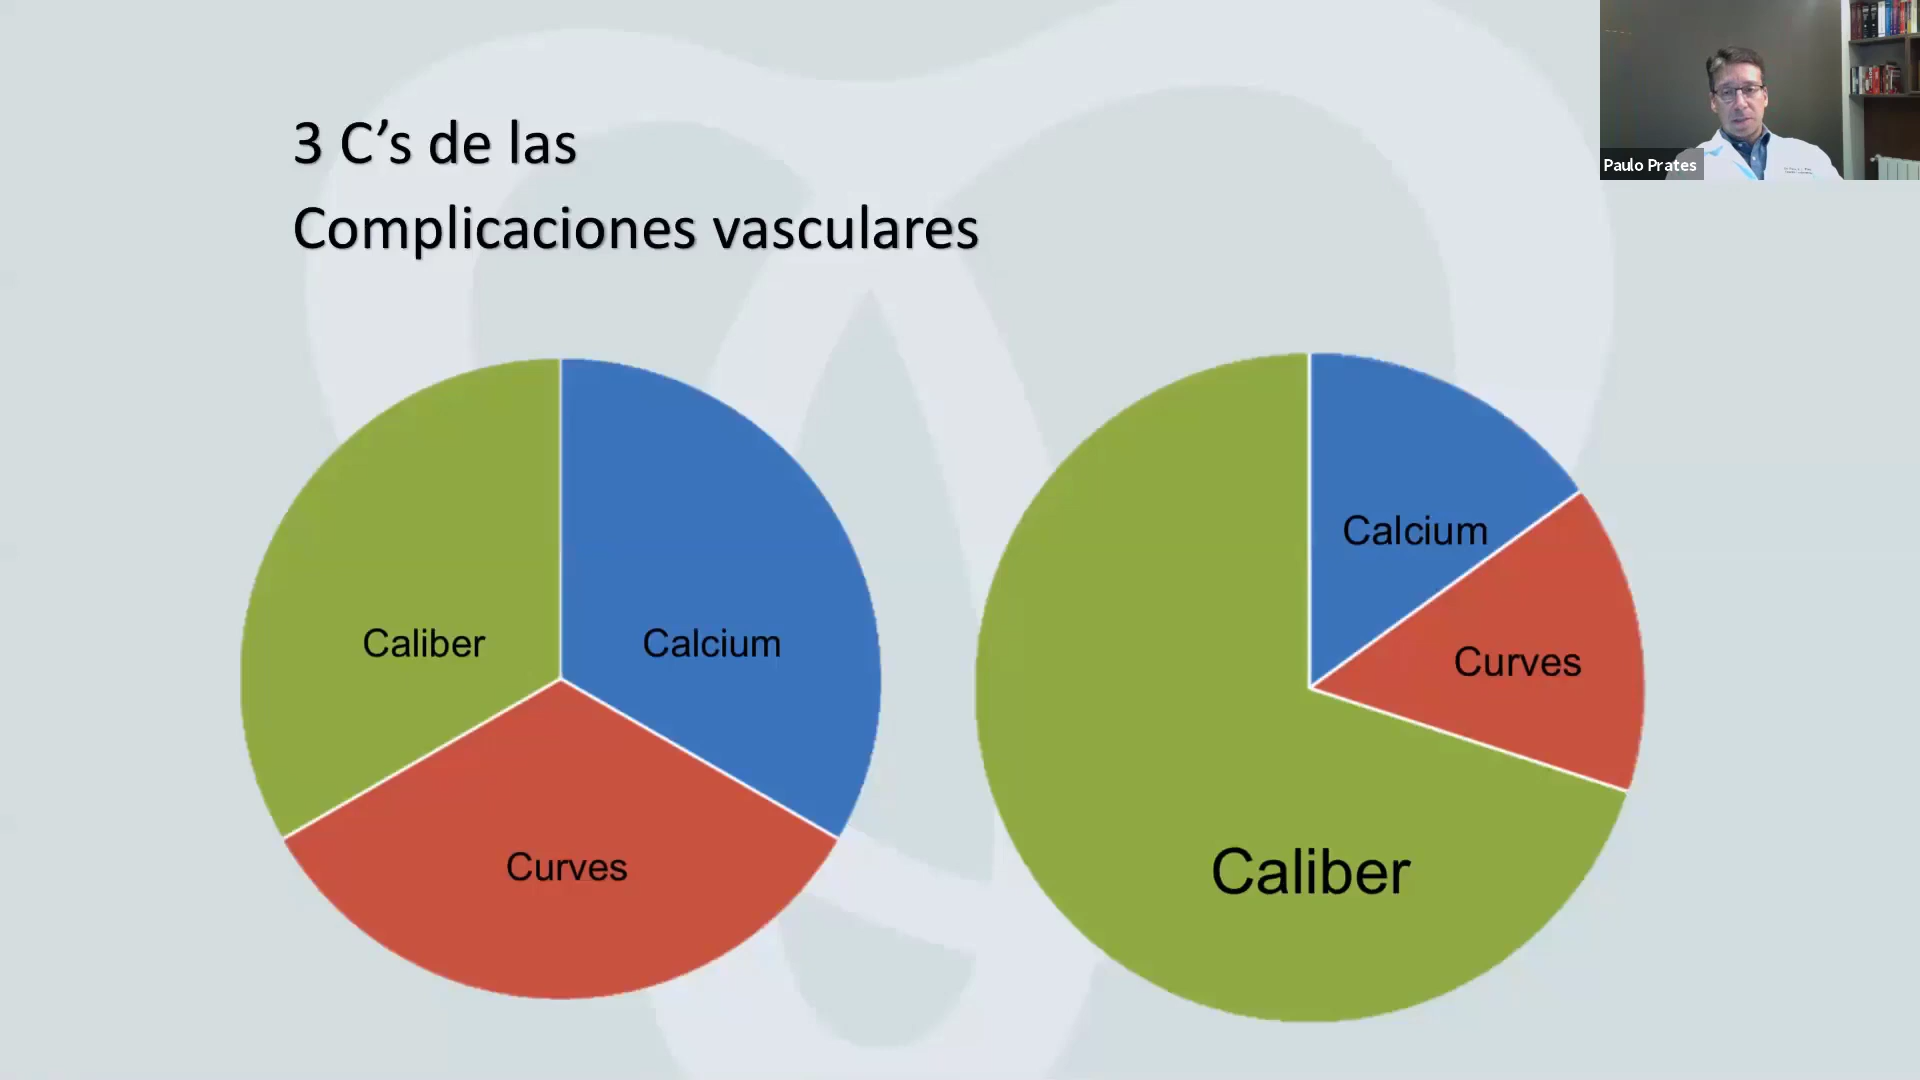 3 C’s de las
Complicaciones vasculares
Paulo Prates
Caliber
Calcium
Curves
Calcium
Curves
Caliber